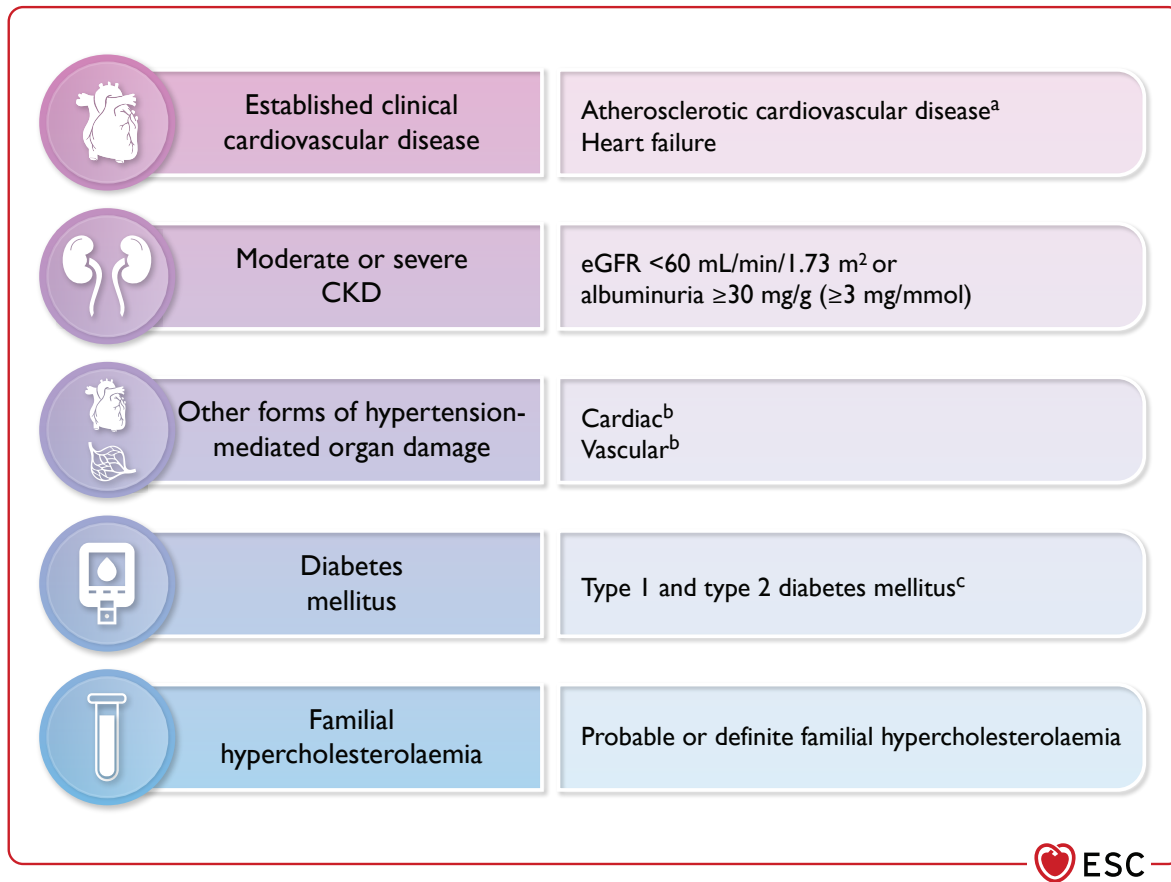 Established clinical
cardiovascular disease
Atherosclerotic cardiovascular diseaseᵃ
Heart failure
Moderate or severe
CKD
eGFR <60 mL/min/1.73 m² or
albuminuria ≥30 mg/g (≥3 mg/mmol)
Other forms of hypertension-
mediated organ damage
Cardiacᵇ
Vascularᵇ
Diabetes
mellitus
Type 1 and type 2 diabetes mellitusᶜ
Familial
hypercholesterolaemia
Probable or definite familial hypercholesterolaemia
ESC